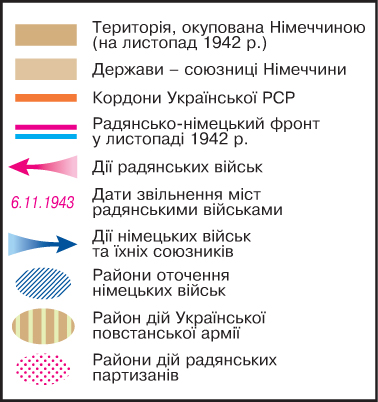 Територія, окупована Німеччиною
(на листопад 1942 р.)
Держави – союзниці Німеччини
Кордони Української РСР
Радянсько-німецький фронт
у листопаді 1942 р.
Дії радянських військ
6.11.1943
Дати звільнення міст
радянськими військами
Дії німецьких військ
та їхніх союзників
Райони оточення
німецьких військ
Район дій Української
повстанської армії
Райони дій радянських
партизанів